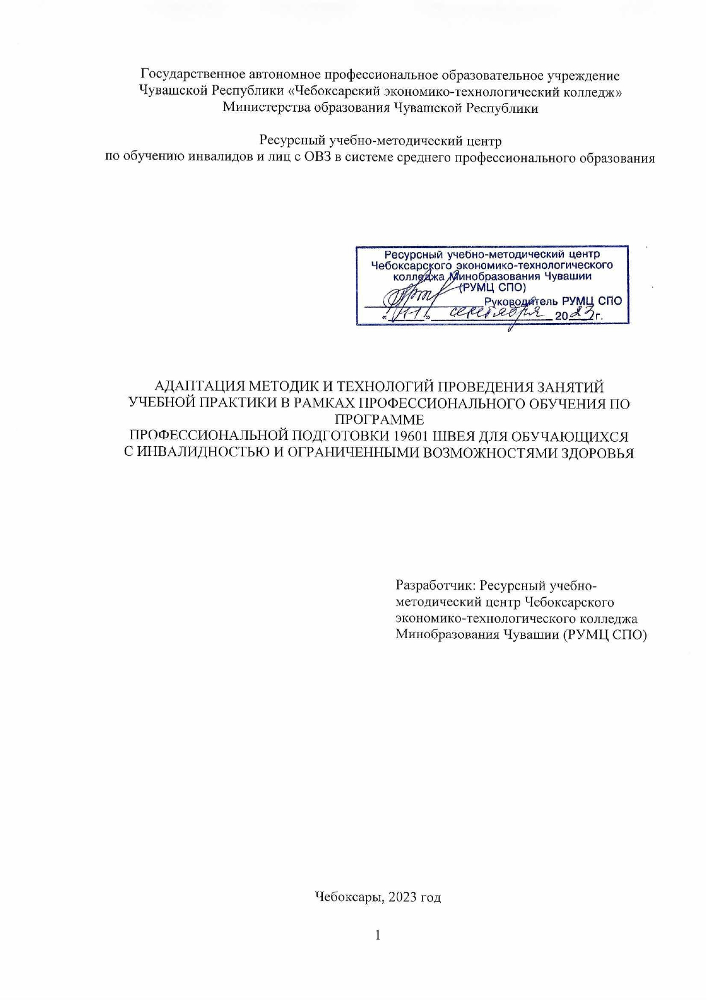 Государственное автономное профессиональное образовательное учреждение
Чувашской Республики «Чебоксарский экономико-технологический колледж»
Министерства образования Чувашской Республики
Ресурсный учебно-методический центр
по обучению инвалидов и лиц с ОВЗ в системе среднего профессионального образования
Ресурсный учебно-методический центр
Чебоксарского экономико-технологического
колледжа Минобразования Чувашии
(РУМЦ СПО)
Руководитель РУМЦ СПО
«11» сентября 2023г.
АДАПТАЦИЯ МЕТОДИК И ТЕХНОЛОГИЙ ПРОВЕДЕНИЯ ЗАНЯТИЙ
УЧЕБНОЙ ПРАКТИКИ В РАМКАХ ПРОФЕССИОНАЛЬНОГО ОБУЧЕНИЯ ПО
ПРОГРАММЕ
ПРОФЕССИОНАЛЬНОЙ ПОДГОТОВКИ 19601 ШВЕЯ ДЛЯ ОБУЧАЮЩИХСЯ
С ИНВАЛИДНОСТЬЮ И ОГРАНИЧЕННЫМИ ВОЗМОЖНОСТЯМИ ЗДОРОВЬЯ
Разработчик: Ресурсный учебно-
методический центр Чебоксарского
экономико-технологического колледжа
Минобразования Чувашии (РУМЦ СПО)
Чебоксары, 2023 год
1